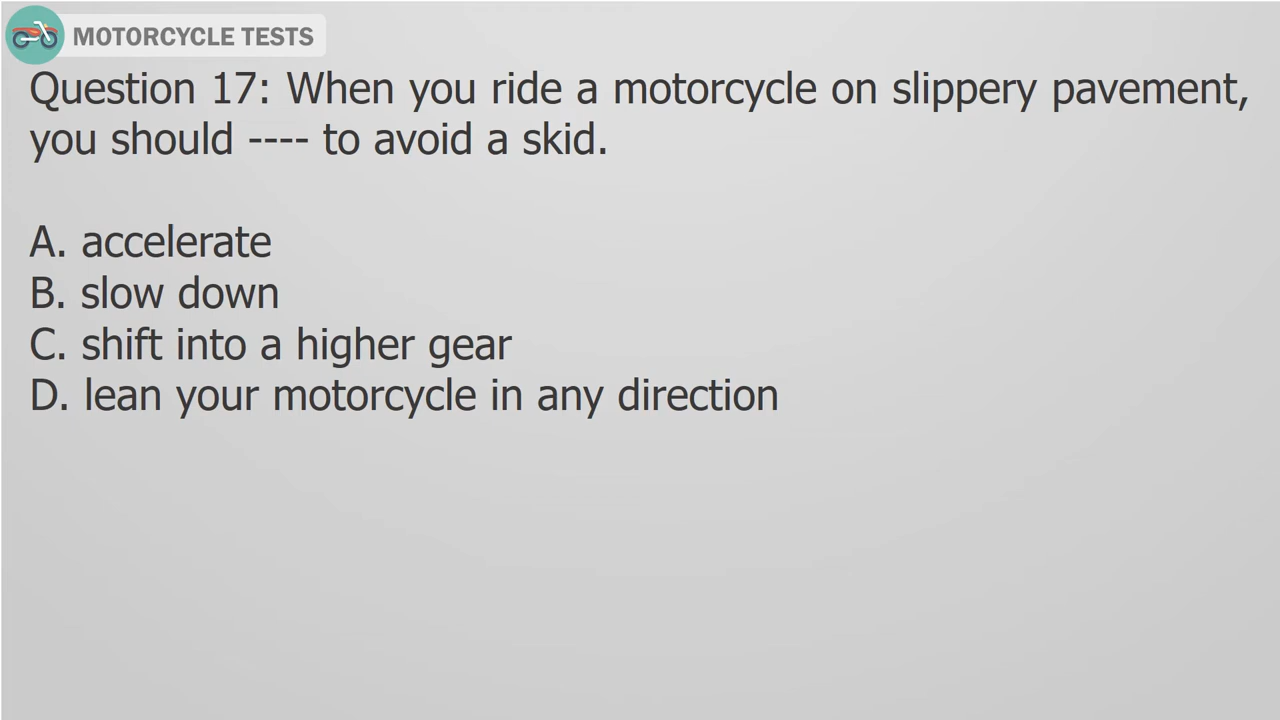 MOTORCYCLE TESTS
Question 17: When you ride a motorcycle on slippery pavement,
you should ---- to avoid a skid.
A. accelerate
B. slow down
C. shift into a higher gear
D. lean your motorcycle in any direction